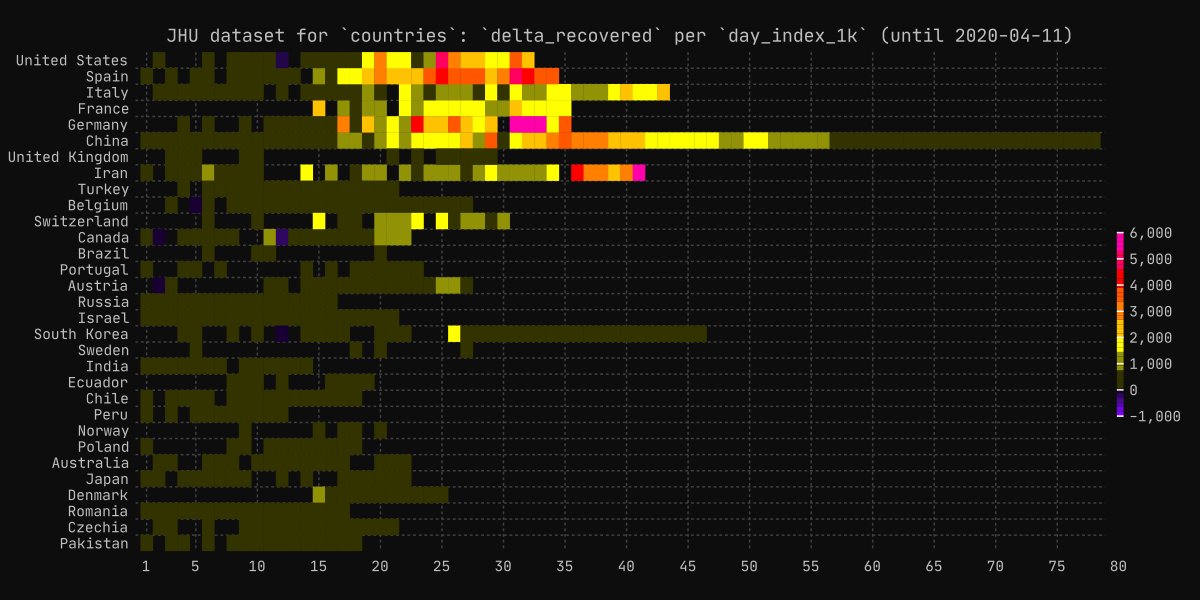 JHU dataset for `countries`: `delta_recovered` per `day_index_1k` (until 2020-04-11)
United States
Spain
Italy
France
Germany
China
United Kingdom
Iran
Turkey
Belgium
Switzerland
Canada
Brazil
Portugal
Austria
Russia
Israel
South Korea
Sweden
India
Ecuador
Chile
Peru
Norway
Poland
Australia
Japan
Denmark
Romania
Czechia
Pakistan
1 5 10 15 20 25 30 35 40 45 50 55 60 65 70 75 80
6,000
5,000
4,000
3,000
2,000
1,000
0
-1,000